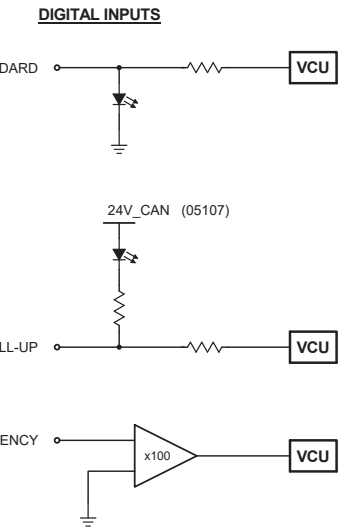 DIGITAL INPUTS
DARD
VCU
24V_CAN (05107)
LL-UP
VCU
ENCY
x100
VCU